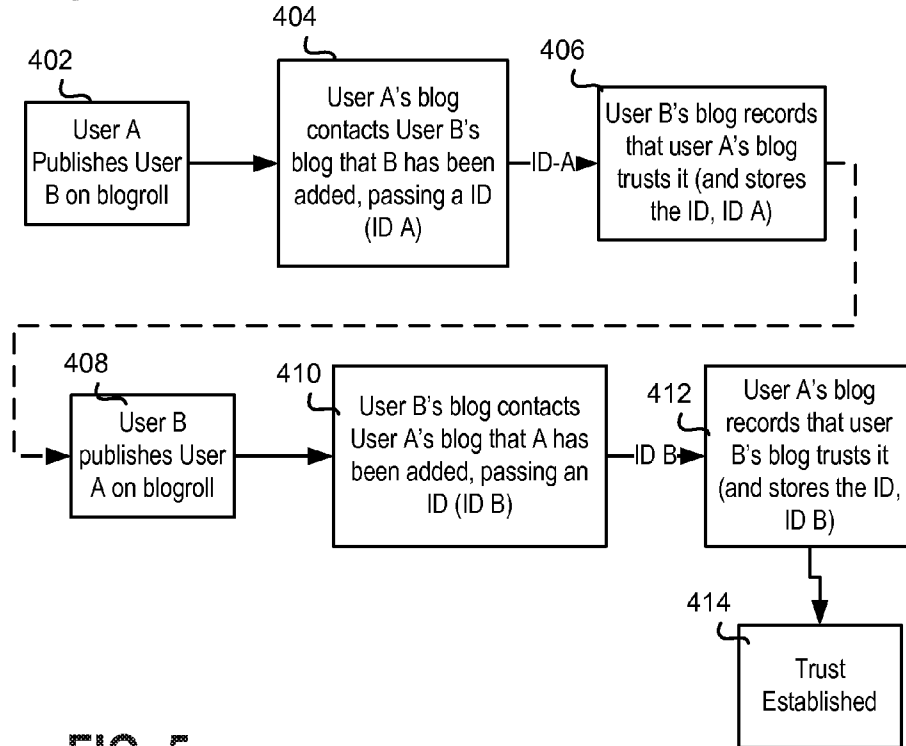 402
User A
Publishes User
B on blogroll
404
User A's blog
contacts User B's
blog that B has been
added, passing a ID
(ID A)
ID-A
406
User B's blog records
that user A's blog
trusts it (and stores
the ID, ID A)
408
User B
publishes User
A on blogroll
410
User B's blog contacts
User A's blog that A has
been added, passing an
ID (ID B)
ID B
412
User A's blog
records that user
B's blog trusts it
(and stores the ID,
ID B)
414
Trust
Established